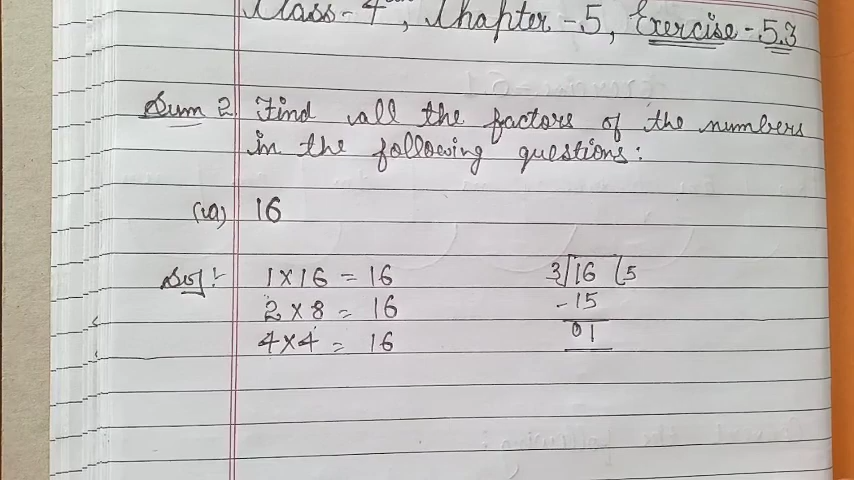 Class-4, Chapter-5, Exercise-5.3
Sum 2 Find all the factors of the numbers
in the following questions:
(a) 16
Sol:-
1×16 = 16
2×8 = 16
4×4 = 16
3)16(5
-15
01